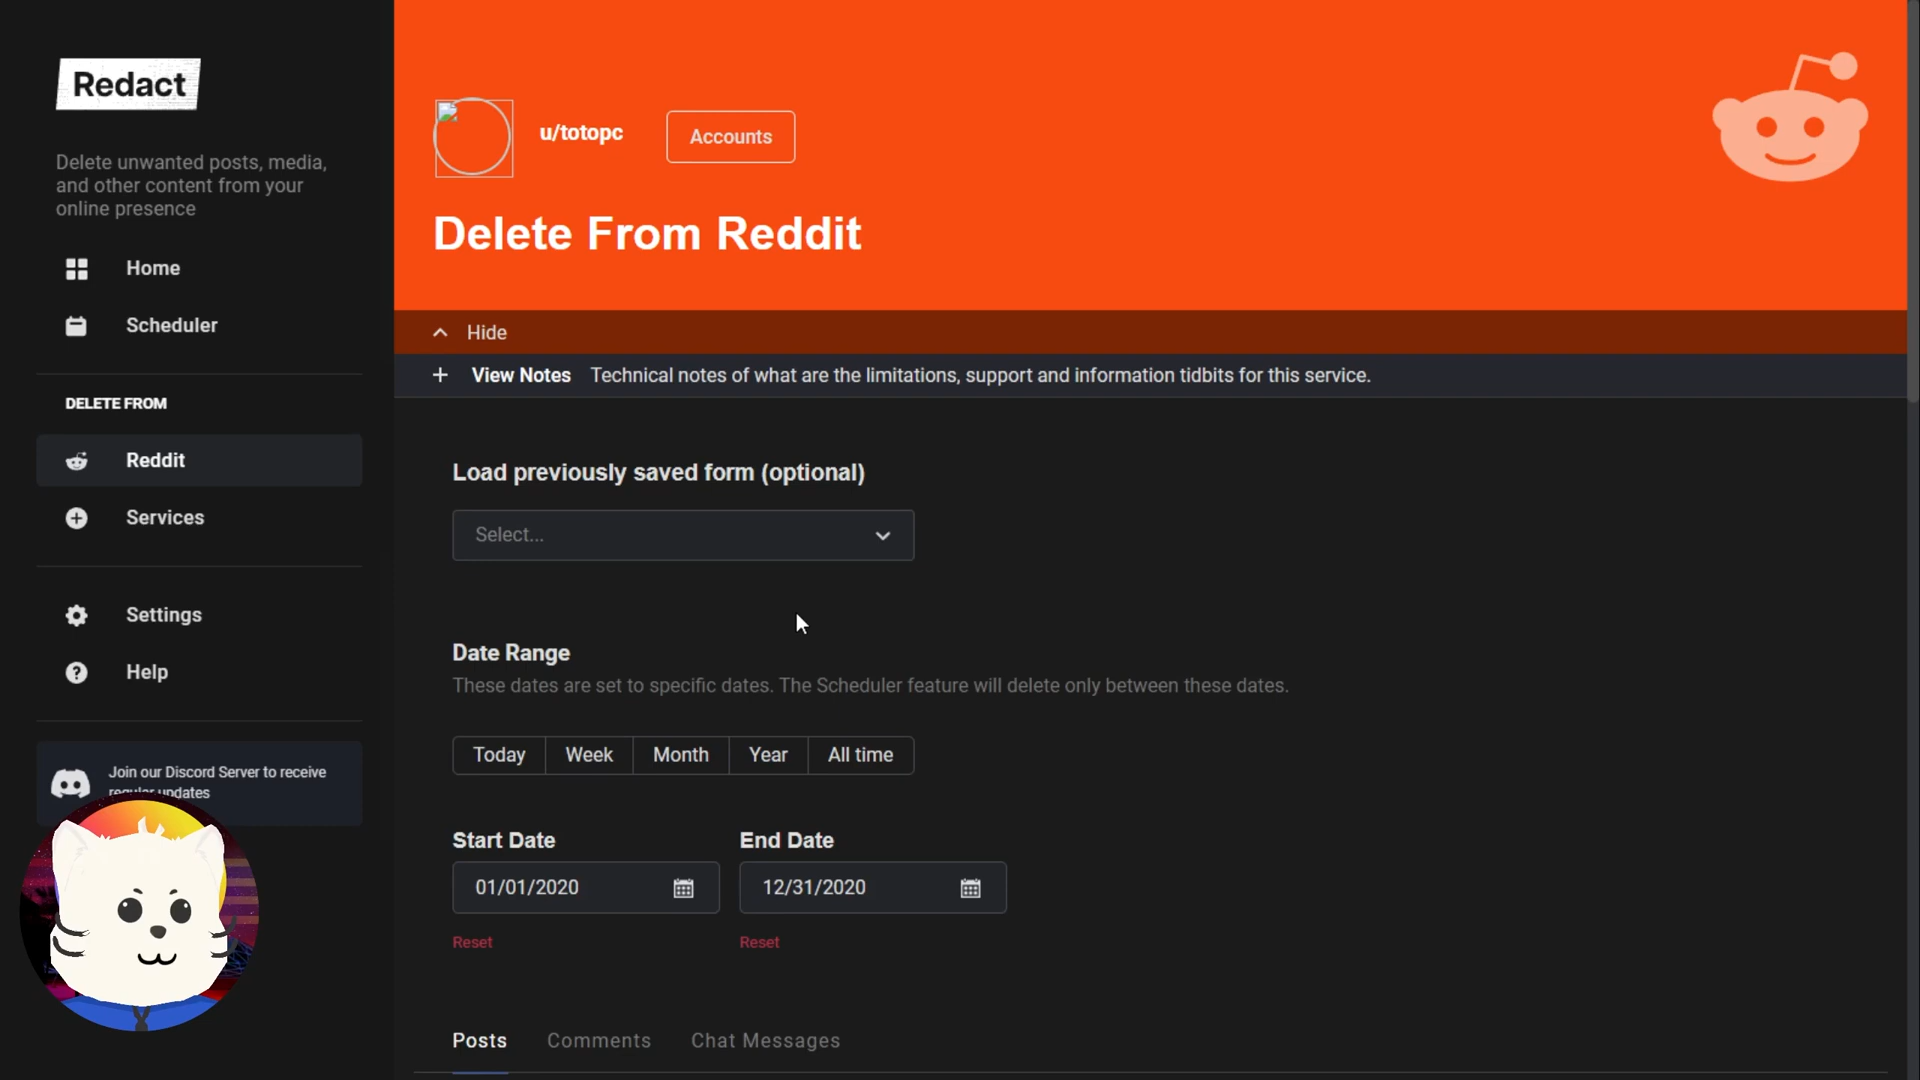 Redact
Delete unwanted posts, media,
and other content from your
online presence
Home
Scheduler
DELETE FROM
Reddit
Services
Settings
Help
Join our Discord Server to receive
regular updates
u/totopc
Accounts
Delete From Reddit
Hide
View Notes Technical notes of what are the limitations, support and information tidbits for this service.
Load previously saved form (optional)
Select...
Date Range
These dates are set to specific dates. The Scheduler feature will delete only between these dates.
Today Week Month Year All time
Start Date End Date
01/01/2020 12/31/2020
Reset Reset
Posts Comments Chat Messages